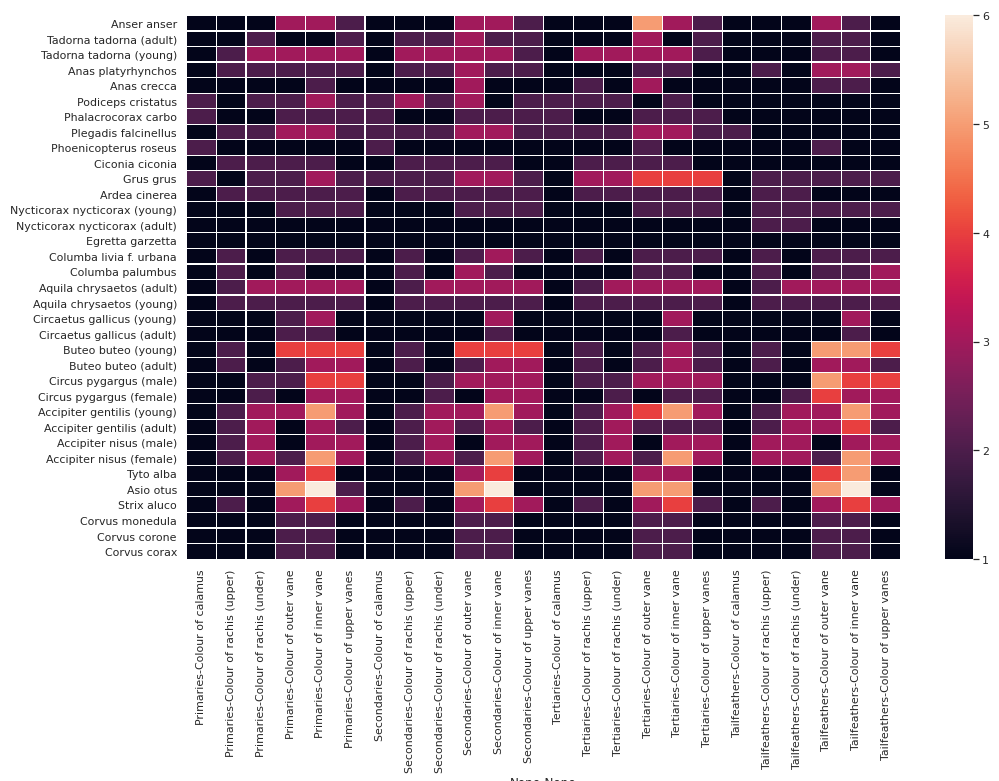 Anser anser
Tadorna tadorna (adult)
Tadorna tadorna (young)
Anas platyrhynchos
Anas crecca
Podiceps cristatus
Phalacrocorax carbo
Plegadis falcinellus
Phoenicopterus roseus
Ciconia ciconia
Grus grus
Ardea cinerea
Nycticorax nycticorax (young)
Nycticorax nycticorax (adult)
Egretta garzetta
Columba livia f. urbana
Columba palumbus
Aquila chrysaetos (adult)
Aquila chrysaetos (young)
Circaetus gallicus (young)
Circaetus gallicus (adult)
Buteo buteo (young)
Buteo buteo (adult)
Circus pygargus (male)
Circus pygargus (female)
Accipiter gentilis (young)
Accipiter gentilis (adult)
Accipiter nisus (male)
Accipiter nisus (female)
Tyto alba
Asio otus
Strix aluco
Corvus monedula
Corvus corone
Corvus corax
6
5
4
3
2
1
Primaries-Colour of calamus
Primaries-Colour of rachis (upper)
Primaries-Colour of rachis (under)
Primaries-Colour of outer vane
Primaries-Colour of inner vane
Primaries-Colour of upper vanes
Secondaries-Colour of calamus
Secondaries-Colour of rachis (upper)
Secondaries-Colour of rachis (under)
Secondaries-Colour of outer vane
Secondaries-Colour of inner vane
Secondaries-Colour of upper vanes
Tertiaries-Colour of calamus
Tertiaries-Colour of rachis (upper)
Tertiaries-Colour of rachis (under)
Tertiaries-Colour of outer vane
Tertiaries-Colour of inner vane
Tertiaries-Colour of upper vanes
Tailfeathers-Colour of calamus
Tailfeathers-Colour of rachis (upper)
Tailfeathers-Colour of rachis (under)
Tailfeathers-Colour of outer vane
Tailfeathers-Colour of inner vane
Tailfeathers-Colour of upper vanes
None-None